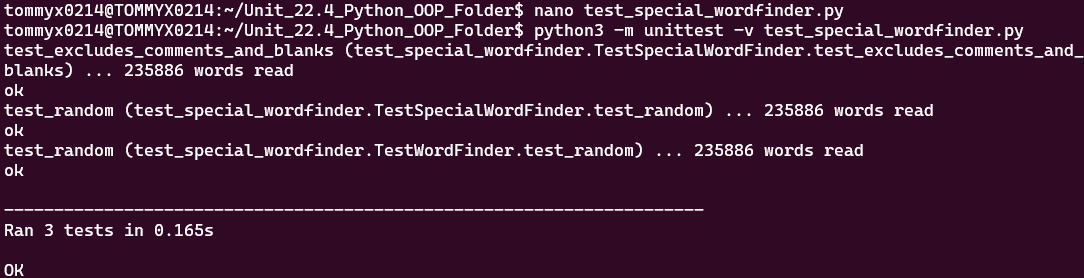 tommyx0214@TOMMYX0214:~/Unit_22.4_Python_OOP_Folder$ nano test_special_wordfinder.py
tommyx0214@TOMMYX0214:~/Unit_22.4_Python_OOP_Folder$ python3 -m unittest -v test_special_wordfinder.py
test_excludes_comments_and_blanks (test_special_wordfinder.TestSpecialWordFinder.test_excludes_comments_and_
blanks) ... 235886 words read
ok
test_random (test_special_wordfinder.TestSpecialWordFinder.test_random) ... 235886 words read
ok
test_random (test_special_wordfinder.TestWordFinder.test_random) ... 235886 words read
ok

----------------------------------------------------------------------
Ran 3 tests in 0.165s

OK